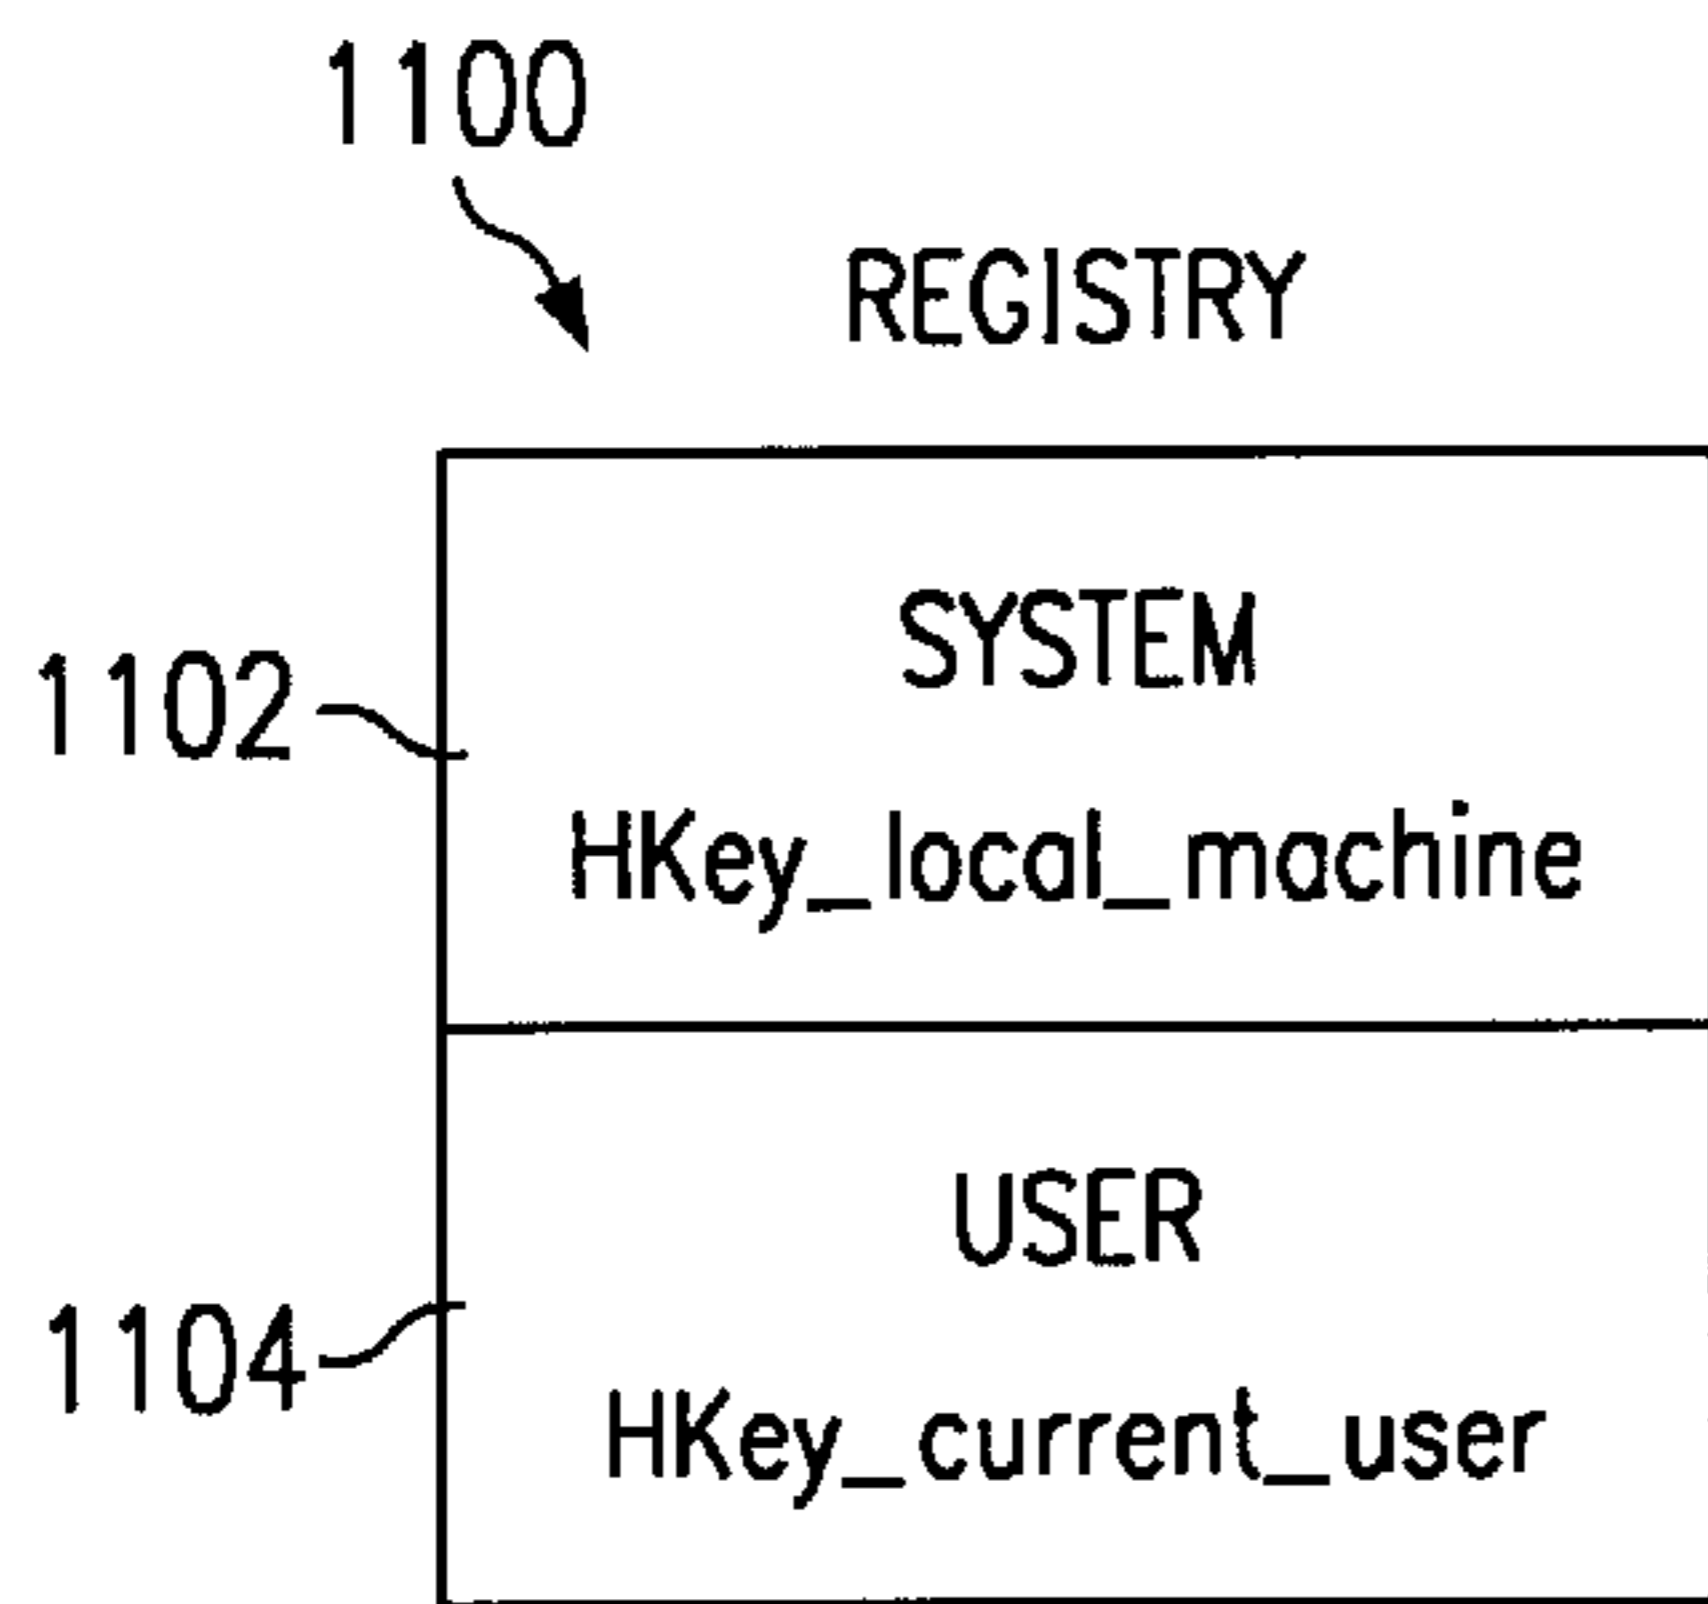 1100
REGISTRY
SYSTEM
1102
HKey_local_machine
USER
1104
HKey_current_user